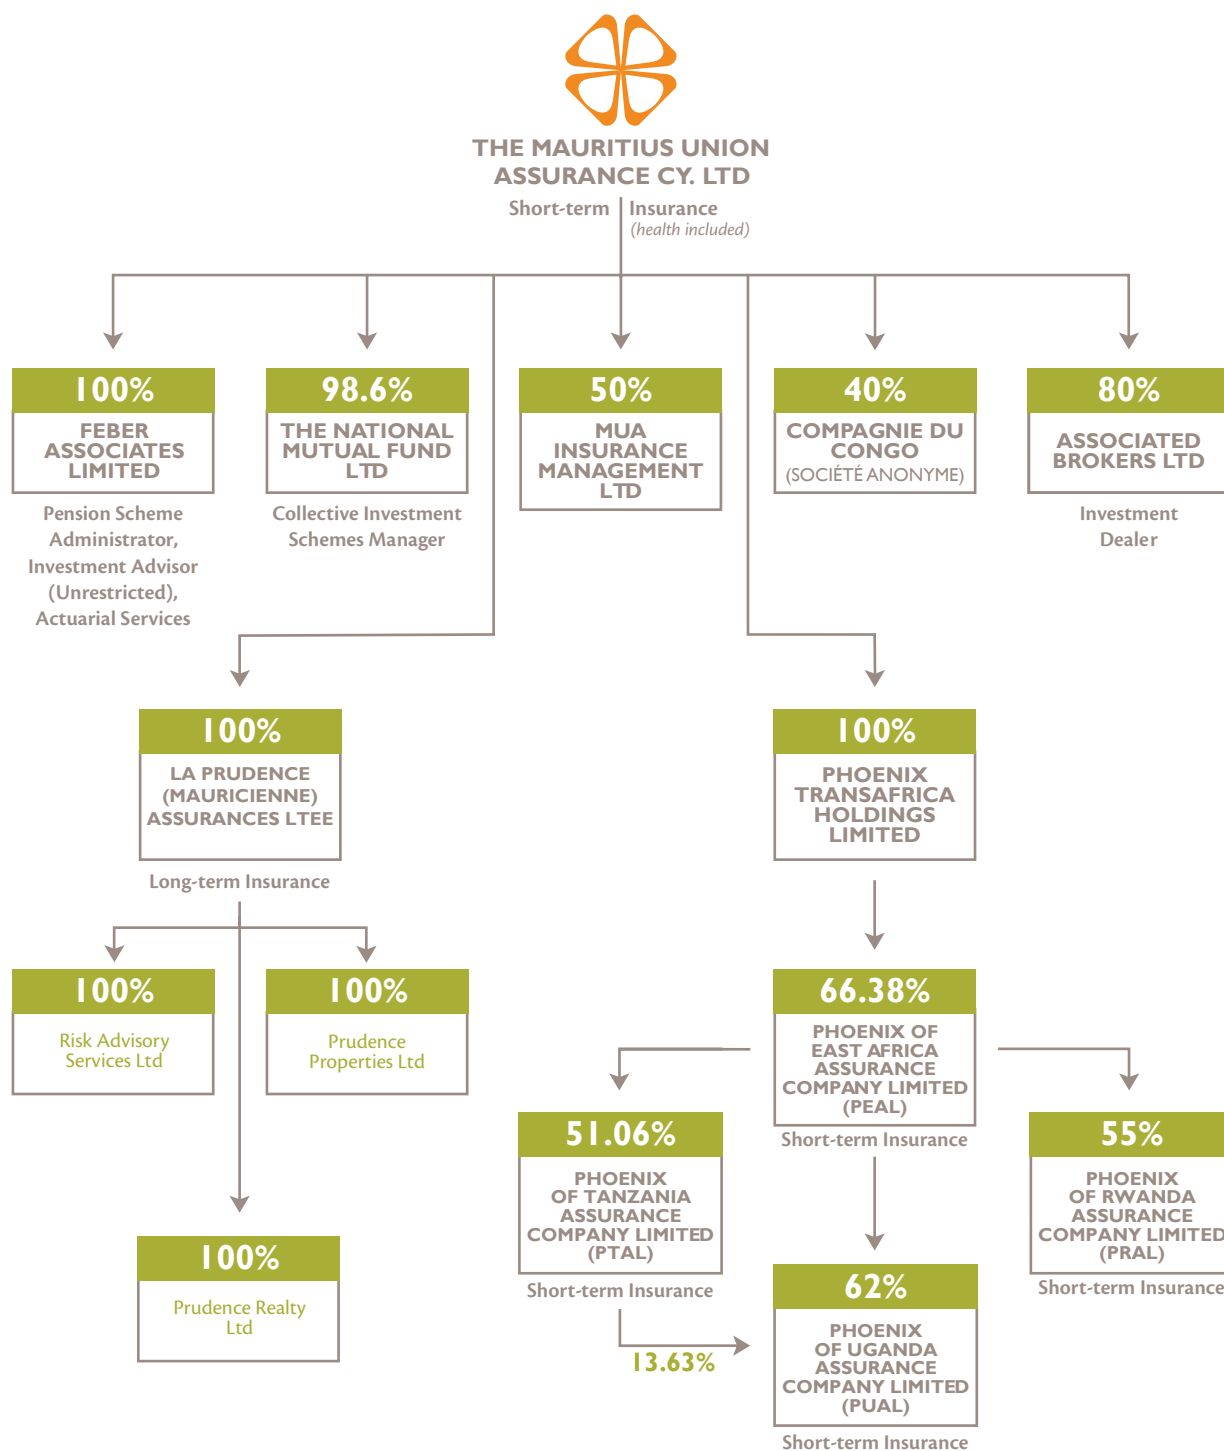 THE MAURITIUS UNION
ASSURANCE CY. LTD
Short-term Insurance
(health included)
100%
FEBER
ASSOCIATES
LIMITED
Pension Scheme
Administrator,
Investment Advisor
(Unrestricted),
Actuarial Services
98.6%
THE NATIONAL
MUTUAL FUND
LTD
Collective Investment
Schemes Manager
50%
MUA
INSURANCE
MANAGEMENT
LTD
40%
COMPAGNIE DU
CONGO
(SOCIÉTÉ ANONYME)
80%
ASSOCIATED
BROKERS LTD
Investment
Dealer
100%
LA PRUDENCE
(MAURICIENNE)
ASSURANCES LTEE
Long-term Insurance
100%
Risk Advisory
Services Ltd
100%
Prudence
Properties Ltd
100%
Prudence Realty
Ltd
100%
PHOENIX
TRANSAFRICA
HOLDINGS
LIMITED
66.38%
PHOENIX OF
EAST AFRICA
ASSURANCE
COMPANY LIMITED
(PEAL)
Short-term Insurance
51.06%
PHOENIX
OF TANZANIA
ASSURANCE
COMPANY LIMITED
(PTAL)
Short-term Insurance
13.63%
62%
PHOENIX
OF UGANDA
ASSURANCE
COMPANY LIMITED
(PUAL)
Short-term Insurance
55%
PHOENIX
OF RWANDA
ASSURANCE
COMPANY LIMITED
(PRAL)
Short-term Insurance